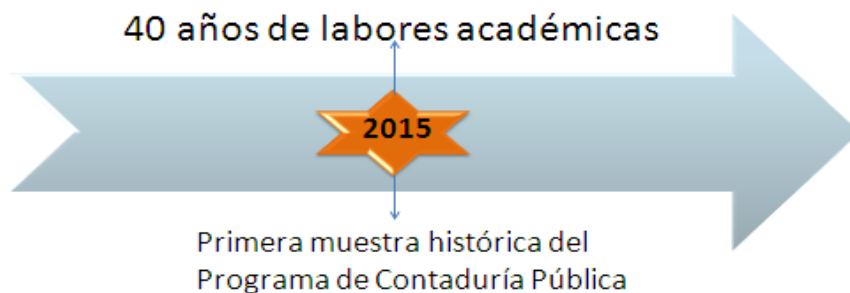 40 años de labores académicas
2015
Primera muestra histórica del
Programa de Contaduría Pública